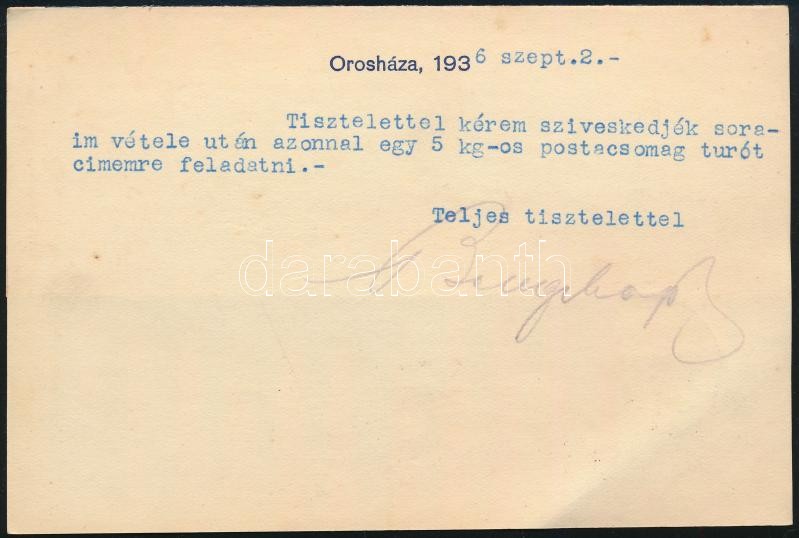 Orosháza, 1936 szept.2.-
Tisztelettel kérem sziveskedjék sora-
im vétele után azonnal egy 5 kg-os postacsomag turót
cimemre feladatni.-
Teljes tisztelettel
darabanth